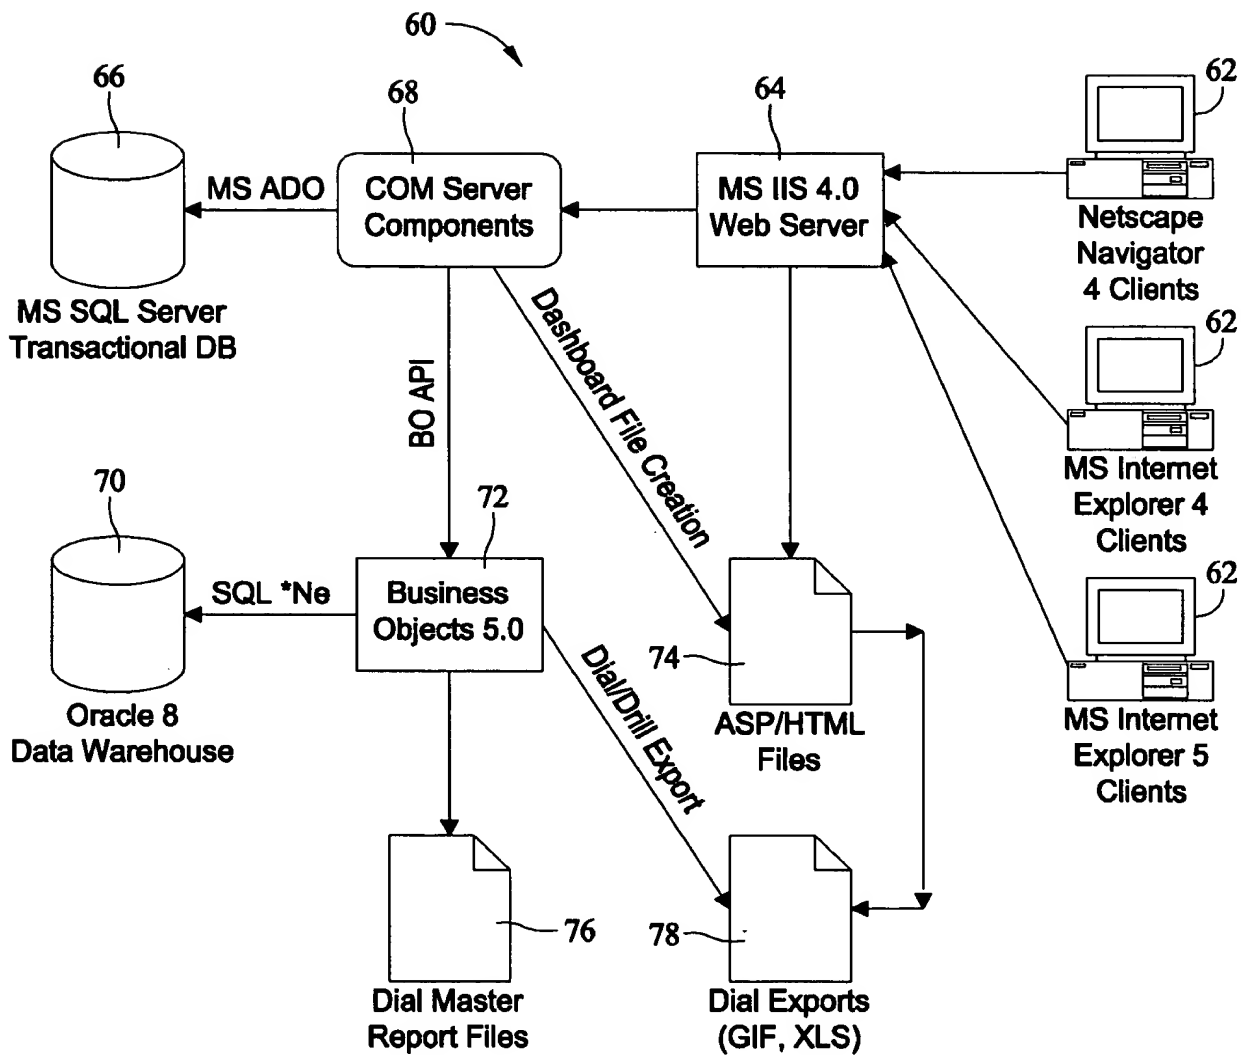 60
66
68
64
62
MS ADO
COM Server
Components
MS IIS 4.0
Web Server
Netscape
Navigator
4 Clients
MS SQL Server
Transactional DB
62
BO API
Dashboard File Creation
MS Internet
Explorer 4
Clients
70
72
62
SQL *Ne
Business
Objects 5.0
74
Dial/Drill Export
ASP/HTML
Files
MS Internet
Explorer 5
Clients
Oracle 8
Data Warehouse
76
78
Dial Master
Report Files
Dial Exports
(GIF, XLS)